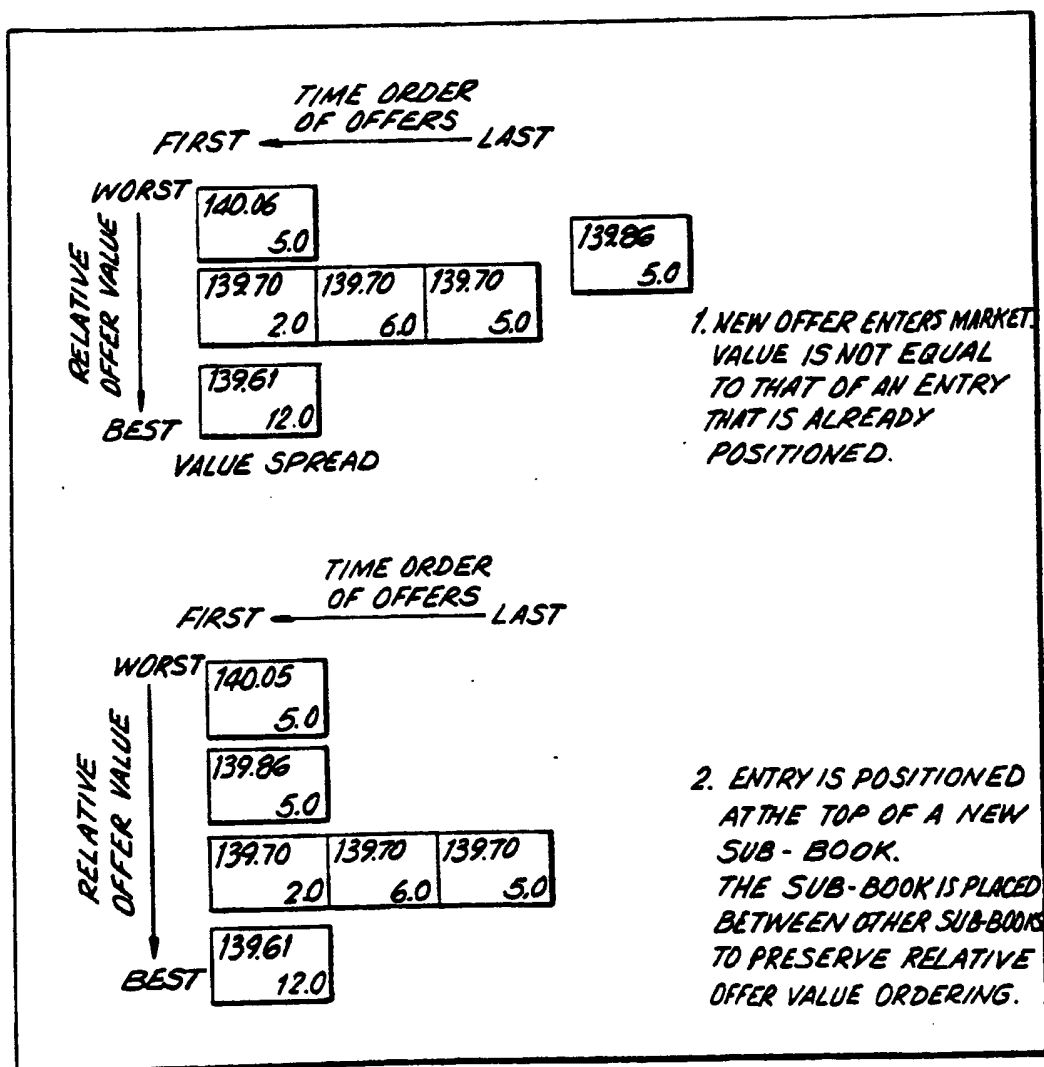 TIME ORDER
OF OFFERS
FIRST LAST
WORST
RELATIVE
OFFER VALUE
BEST
140.06
5.0
139.86
5.0
139.70 139.70 139.70
2.0 6.0 5.0
139.61
12.0
VALUE SPREAD
1. NEW OFFER ENTERS MARKET.
VALUE IS NOT EQUAL
TO THAT OF AN ENTRY
THAT IS ALREADY
POSITIONED.
TIME ORDER
OF OFFERS
FIRST LAST
WORST
RELATIVE
OFFER VALUE
BEST
140.05
5.0
139.86
5.0
139.70 139.70 139.70
2.0 6.0 5.0
139.61
12.0
2. ENTRY IS POSITIONED
AT THE TOP OF A NEW
SUB-BOOK.
THE SUB-BOOK IS PLACED
BETWEEN OTHER SUB-BOOKS
TO PRESERVE RELATIVE
OFFER VALUE ORDERING.